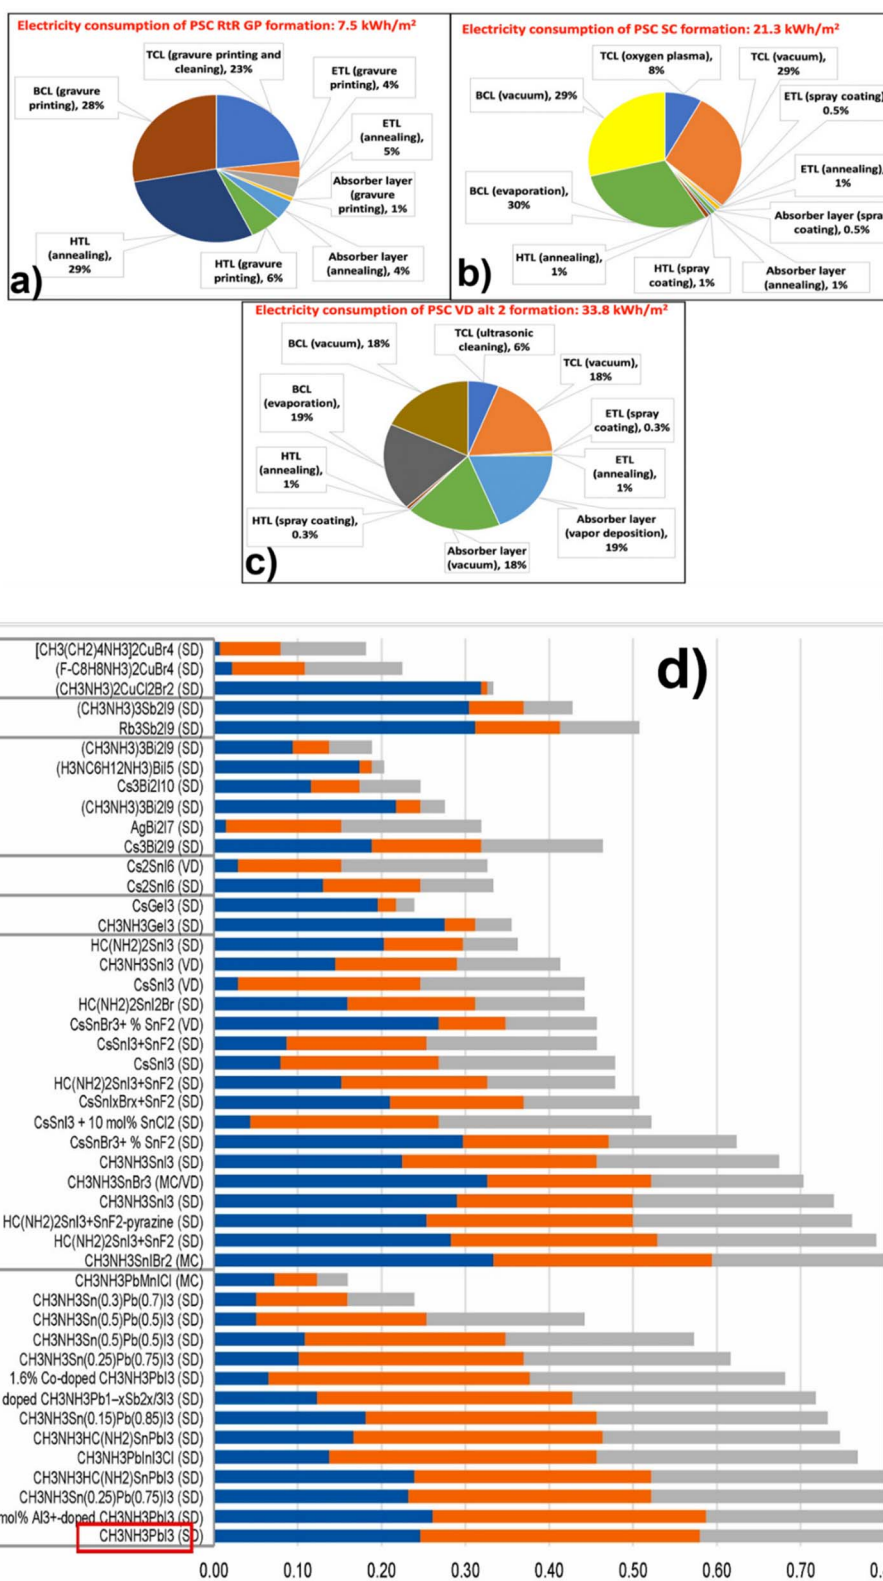 Electricity consumption of PSC RtR GP formation: 7.5 kWh/m²
TCL (gravure printing and
cleaning), 23%
ETL (gravure
printing), 4%
BCL (gravure
printing), 28%
ETL
(annealing),
5%
Absorber layer
(gravure
printing), 1%
HTL
(annealing),
29%
HTL (gravure
printing), 6%
Absorber layer
(annealing), 4%
a)
Electricity consumption of PSC SC formation: 21.3 kWh/m²
TCL (oxygen plasma),
8%
TCL (vacuum),
29%
BCL (vacuum), 29%
ETL (spray coating)
0.5%
ETL (annealing),
1%
BCL (evaporation),
30%
Absorber layer (spra
coating), 0.5%
HTL (annealing),
1%
HTL (spray
coating), 1%
Absorber layer
(annealing), 1%
b)
Electricity consumption of PSC VD alt 2 formation: 33.8 kWh/m²
BCL (vacuum), 18%
TCL (ultrasonic
cleaning), 6%
TCL (vacuum),
18%
BCL
(evaporation),
19%
ETL (spray
coating), 0.3%
HTL
(annealing),
1%
ETL
(annealing),
1%
HTL (spray coating),
0.3%
Absorber layer
(vapor deposition),
19%
Absorber layer
(vacuum), 18%
c)
d)
[CH3(CH2)4NH3]2CuBr4 (SD)
(F-C8H8NH3)2CuBr4 (SD)
(CH3NH3)2CuCl2Br2 (SD)
(CH3NH3)3Sb2I9 (SD)
Rb3Sb2I9 (SD)
(CH3NH3)3Bi2I9 (SD)
(H3NC6H12NH3)BiI5 (SD)
Cs3Bi2I10 (SD)
(CH3NH3)3Bi2I9 (SD)
AgBi2I7 (SD)
Cs3Bi2I9 (SD)
Cs2SnI6 (VD)
Cs2SnI6 (SD)
CsGeI3 (SD)
CH3NH3GeI3 (SD)
HC(NH2)2SnI3 (SD)
CH3NH3SnI3 (VD)
CsSnI3 (VD)
HC(NH2)2SnI2Br (SD)
CsSnBr3+ % SnF2 (VD)
CsSnI3+SnF2 (SD)
CsSnI3 (SD)
HC(NH2)2SnI3+SnF2 (SD)
CsSnIxBrx+SnF2 (SD)
CsSnI3 + 10 mol% SnCl2 (SD)
CsSnBr3+ % SnF2 (SD)
CH3NH3SnI3 (SD)
CH3NH3SnBr3 (MC/VD)
CH3NH3SnI3 (SD)
HC(NH2)2SnI3+SnF2-pyrazine (SD)
HC(NH2)2SnI3+SnF2 (SD)
CH3NH3SnIBr2 (MC)
CH3NH3PbMnICl (MC)
CH3NH3Sn(0.3)Pb(0.7)I3 (SD)
CH3NH3Sn(0.5)Pb(0.5)I3 (SD)
CH3NH3Sn(0.5)Pb(0.5)I3 (SD)
CH3NH3Sn(0.25)Pb(0.75)I3 (SD)
1.6% Co-doped CH3NH3PbI3 (SD)
doped CH3NH3Pb1–xSb2x/3I3 (SD)
CH3NH3Sn(0.15)Pb(0.85)I3 (SD)
CH3NH3HC(NH2)SnPbI3 (SD)
CH3NH3PbInI3Cl (SD)
CH3NH3HC(NH2)SnPbI3 (SD)
CH3NH3Sn(0.25)Pb(0.75)I3 (SD)
mol% Al3+-doped CH3NH3PbI3 (SD)
CH3NH3PbI3 (SD)
0.00 0.10 0.20 0.30 0.40 0.50 0.60 0.70 0.